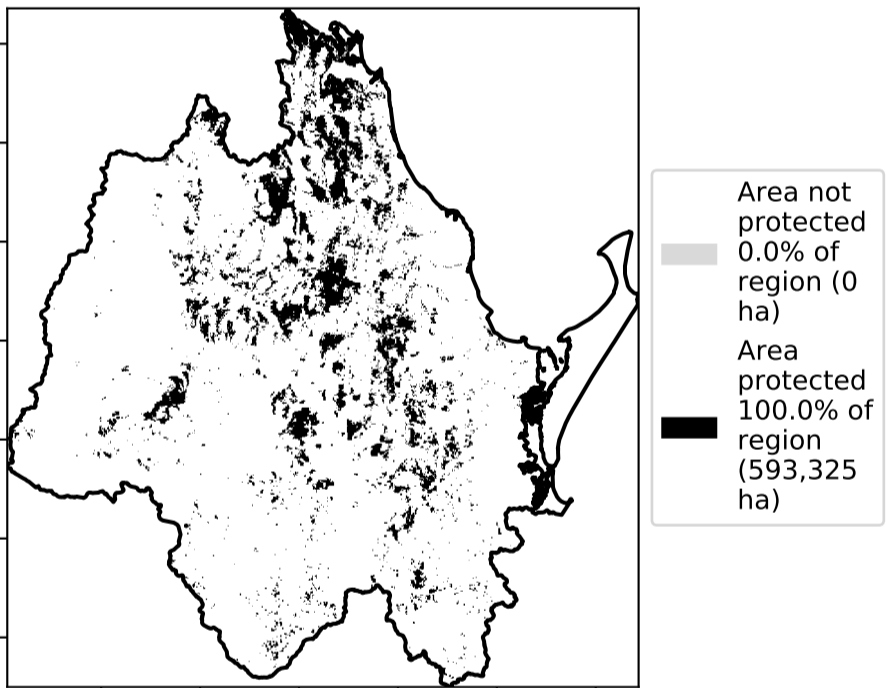 Area not
protected
0.0% of
region (0
ha)
Area
protected
100.0% of
region
(593,325
ha)